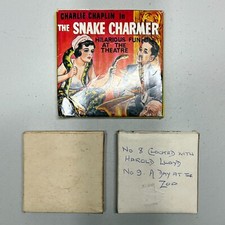 CHARLIE CHAPLIN in
THE SNAKE CHARMER
HILARIOUS FUN
AT THE
THEATRE
No 8 CLOCKED WITH
HAROLD LLOYD
No 9. A DAY AT THE
ZOO